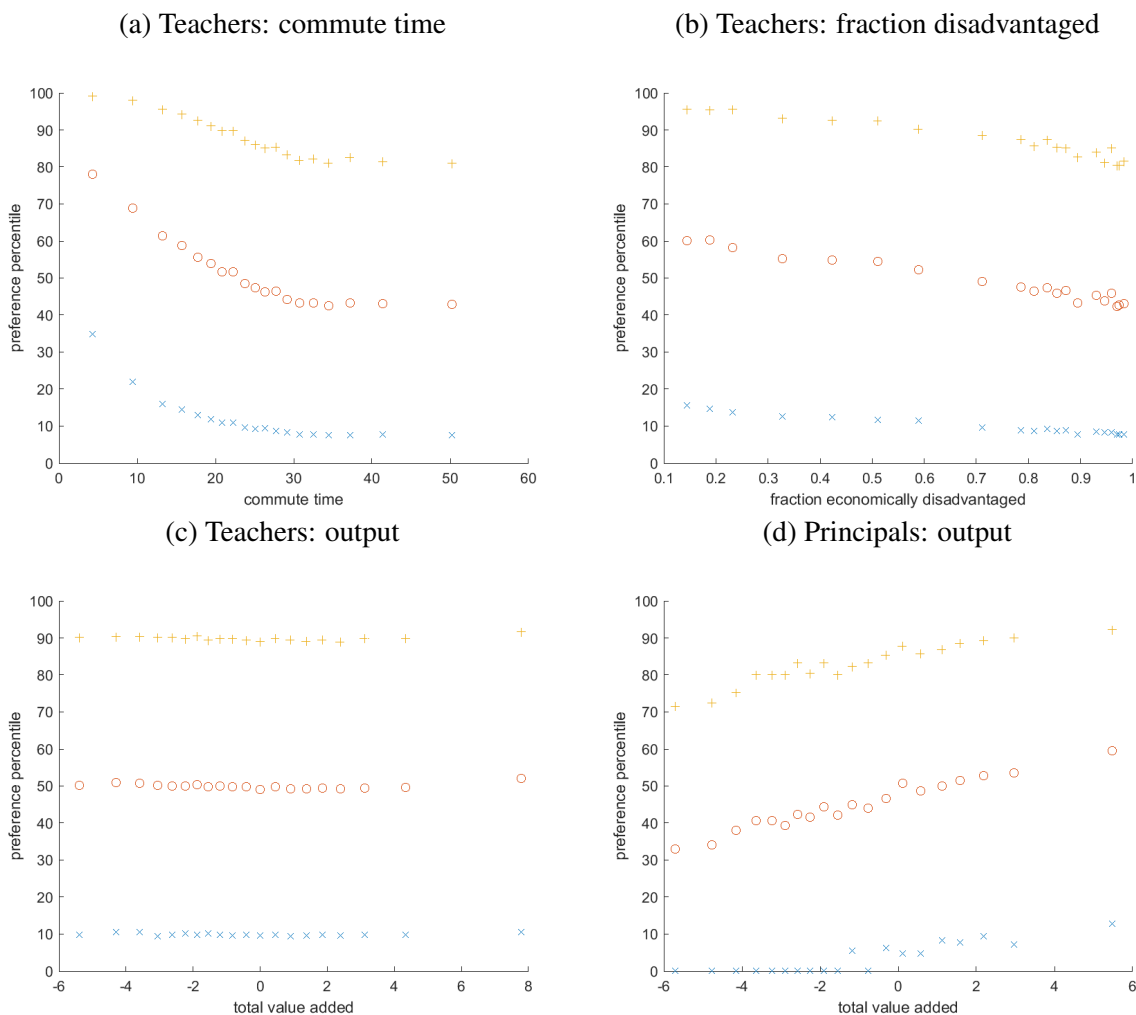 (a) Teachers: commute time
(b) Teachers: fraction disadvantaged
100
90
80
70
60
50
40
30
20
10
0
preference percentile
0 10 20 30 40 50 60
commute time
100
90
80
70
60
50
40
30
20
10
0
preference percentile
0.1 0.2 0.3 0.4 0.5 0.6 0.7 0.8 0.9 1
fraction economically disadvantaged
(c) Teachers: output
(d) Principals: output
100
90
80
70
60
50
40
30
20
10
0
preference percentile
-6 -4 -2 0 2 4 6 8
total value added
100
90
80
70
60
50
40
30
20
10
0
preference percentile
-6 -4 -2 0 2 4 6
total value added